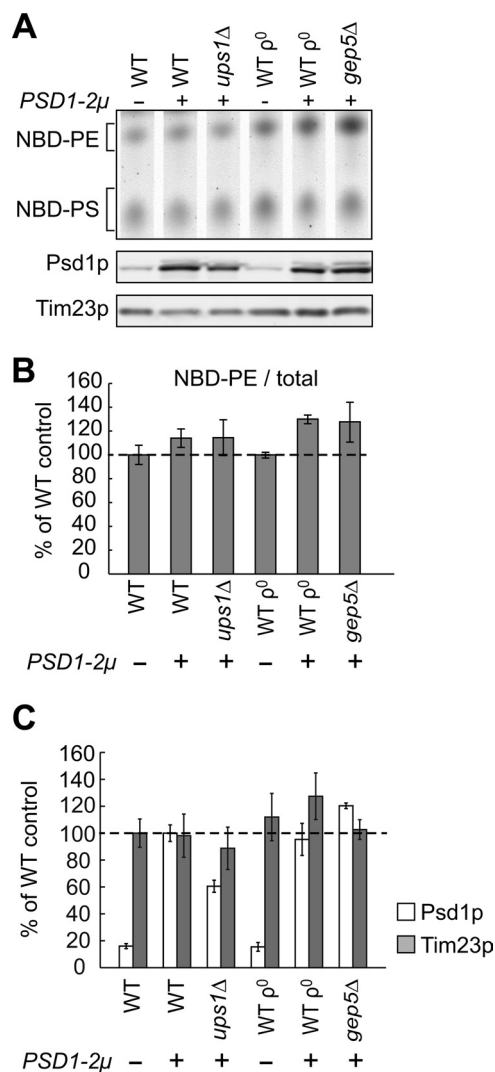 A
WT
WT
ups1Δ
WT ρ⁰
WT ρ⁰
gep5Δ
PSD1-2μ – + + - + +
NBD-PE
NBD-PS
Psd1p
Tim23p
B
NBD-PE / total
% of WT control
160
140
120
100
80
60
40
20
0
WT
WT
ups1Δ
WT ρ⁰
WT ρ⁰
gep5Δ
PSD1-2μ – + + – + +
C
% of WT control
160
140
120
100
80
60
40
20
0
Psd1p
Tim23p
WT
WT
ups1Δ
WT ρ⁰
WT ρ⁰
gep5Δ
PSD1-2μ – + + – + +